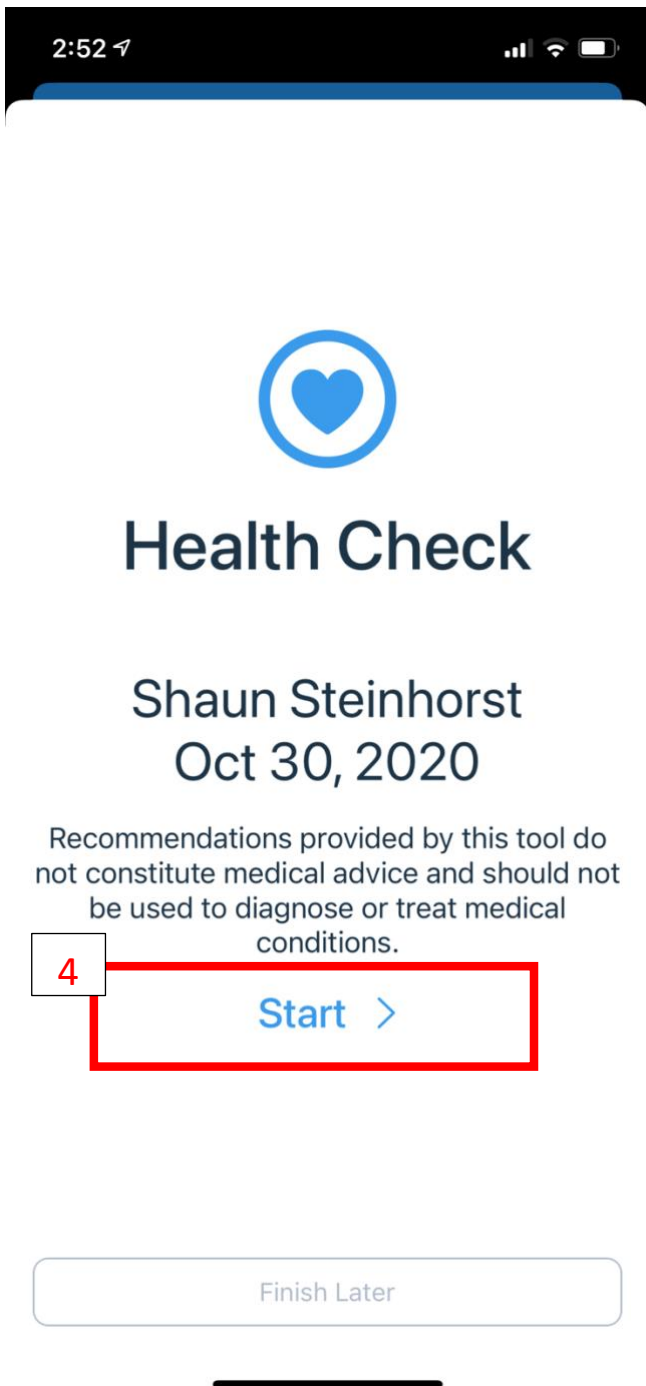 2:52
Health Check
Shaun Steinhorst
Oct 30, 2020
Recommendations provided by this tool do
not constitute medical advice and should not
be used to diagnose or treat medical
conditions.
4
Start >
Finish Later